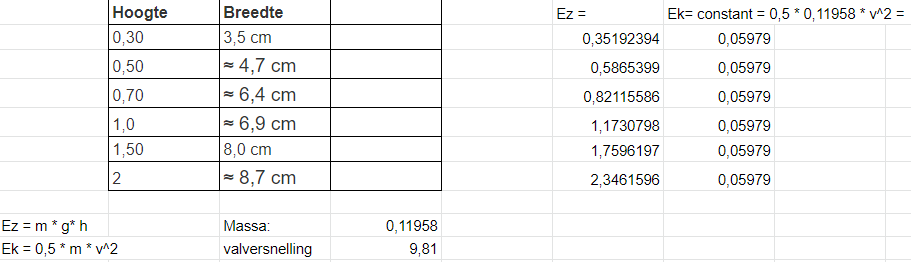 Hoogte Breedte Ez = Ek= constant = 0,5 * 0,11958 * v^2 =
0,30 3,5 cm 0,35192394 0,05979
0,50 ≈ 4,7 cm 0,5865399 0,05979
0,70 ≈ 6,4 cm 0,82115586 0,05979
1,0 ≈ 6,9 cm 1,1730798 0,05979
1,50 8,0 cm 1,7596197 0,05979
2 ≈ 8,7 cm 2,3461596 0,05979
Ez = m * g* h Massa: 0,11958
Ek = 0,5 * m * v^2 valversnelling 9,81